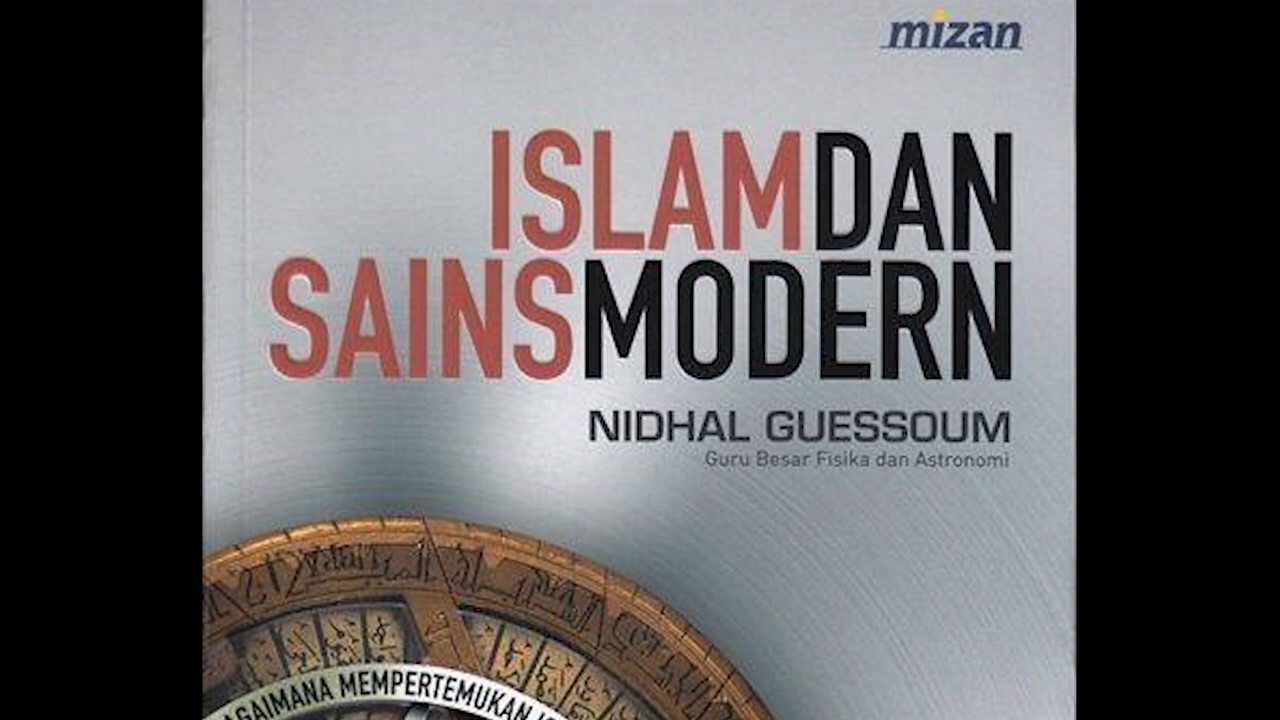 mizan
ISLAMDAN
SAINSMODERN
NIDHAL GUESSOUM
Guru Besar Fisika dan Astronomi
MEMPERTEMUKAN